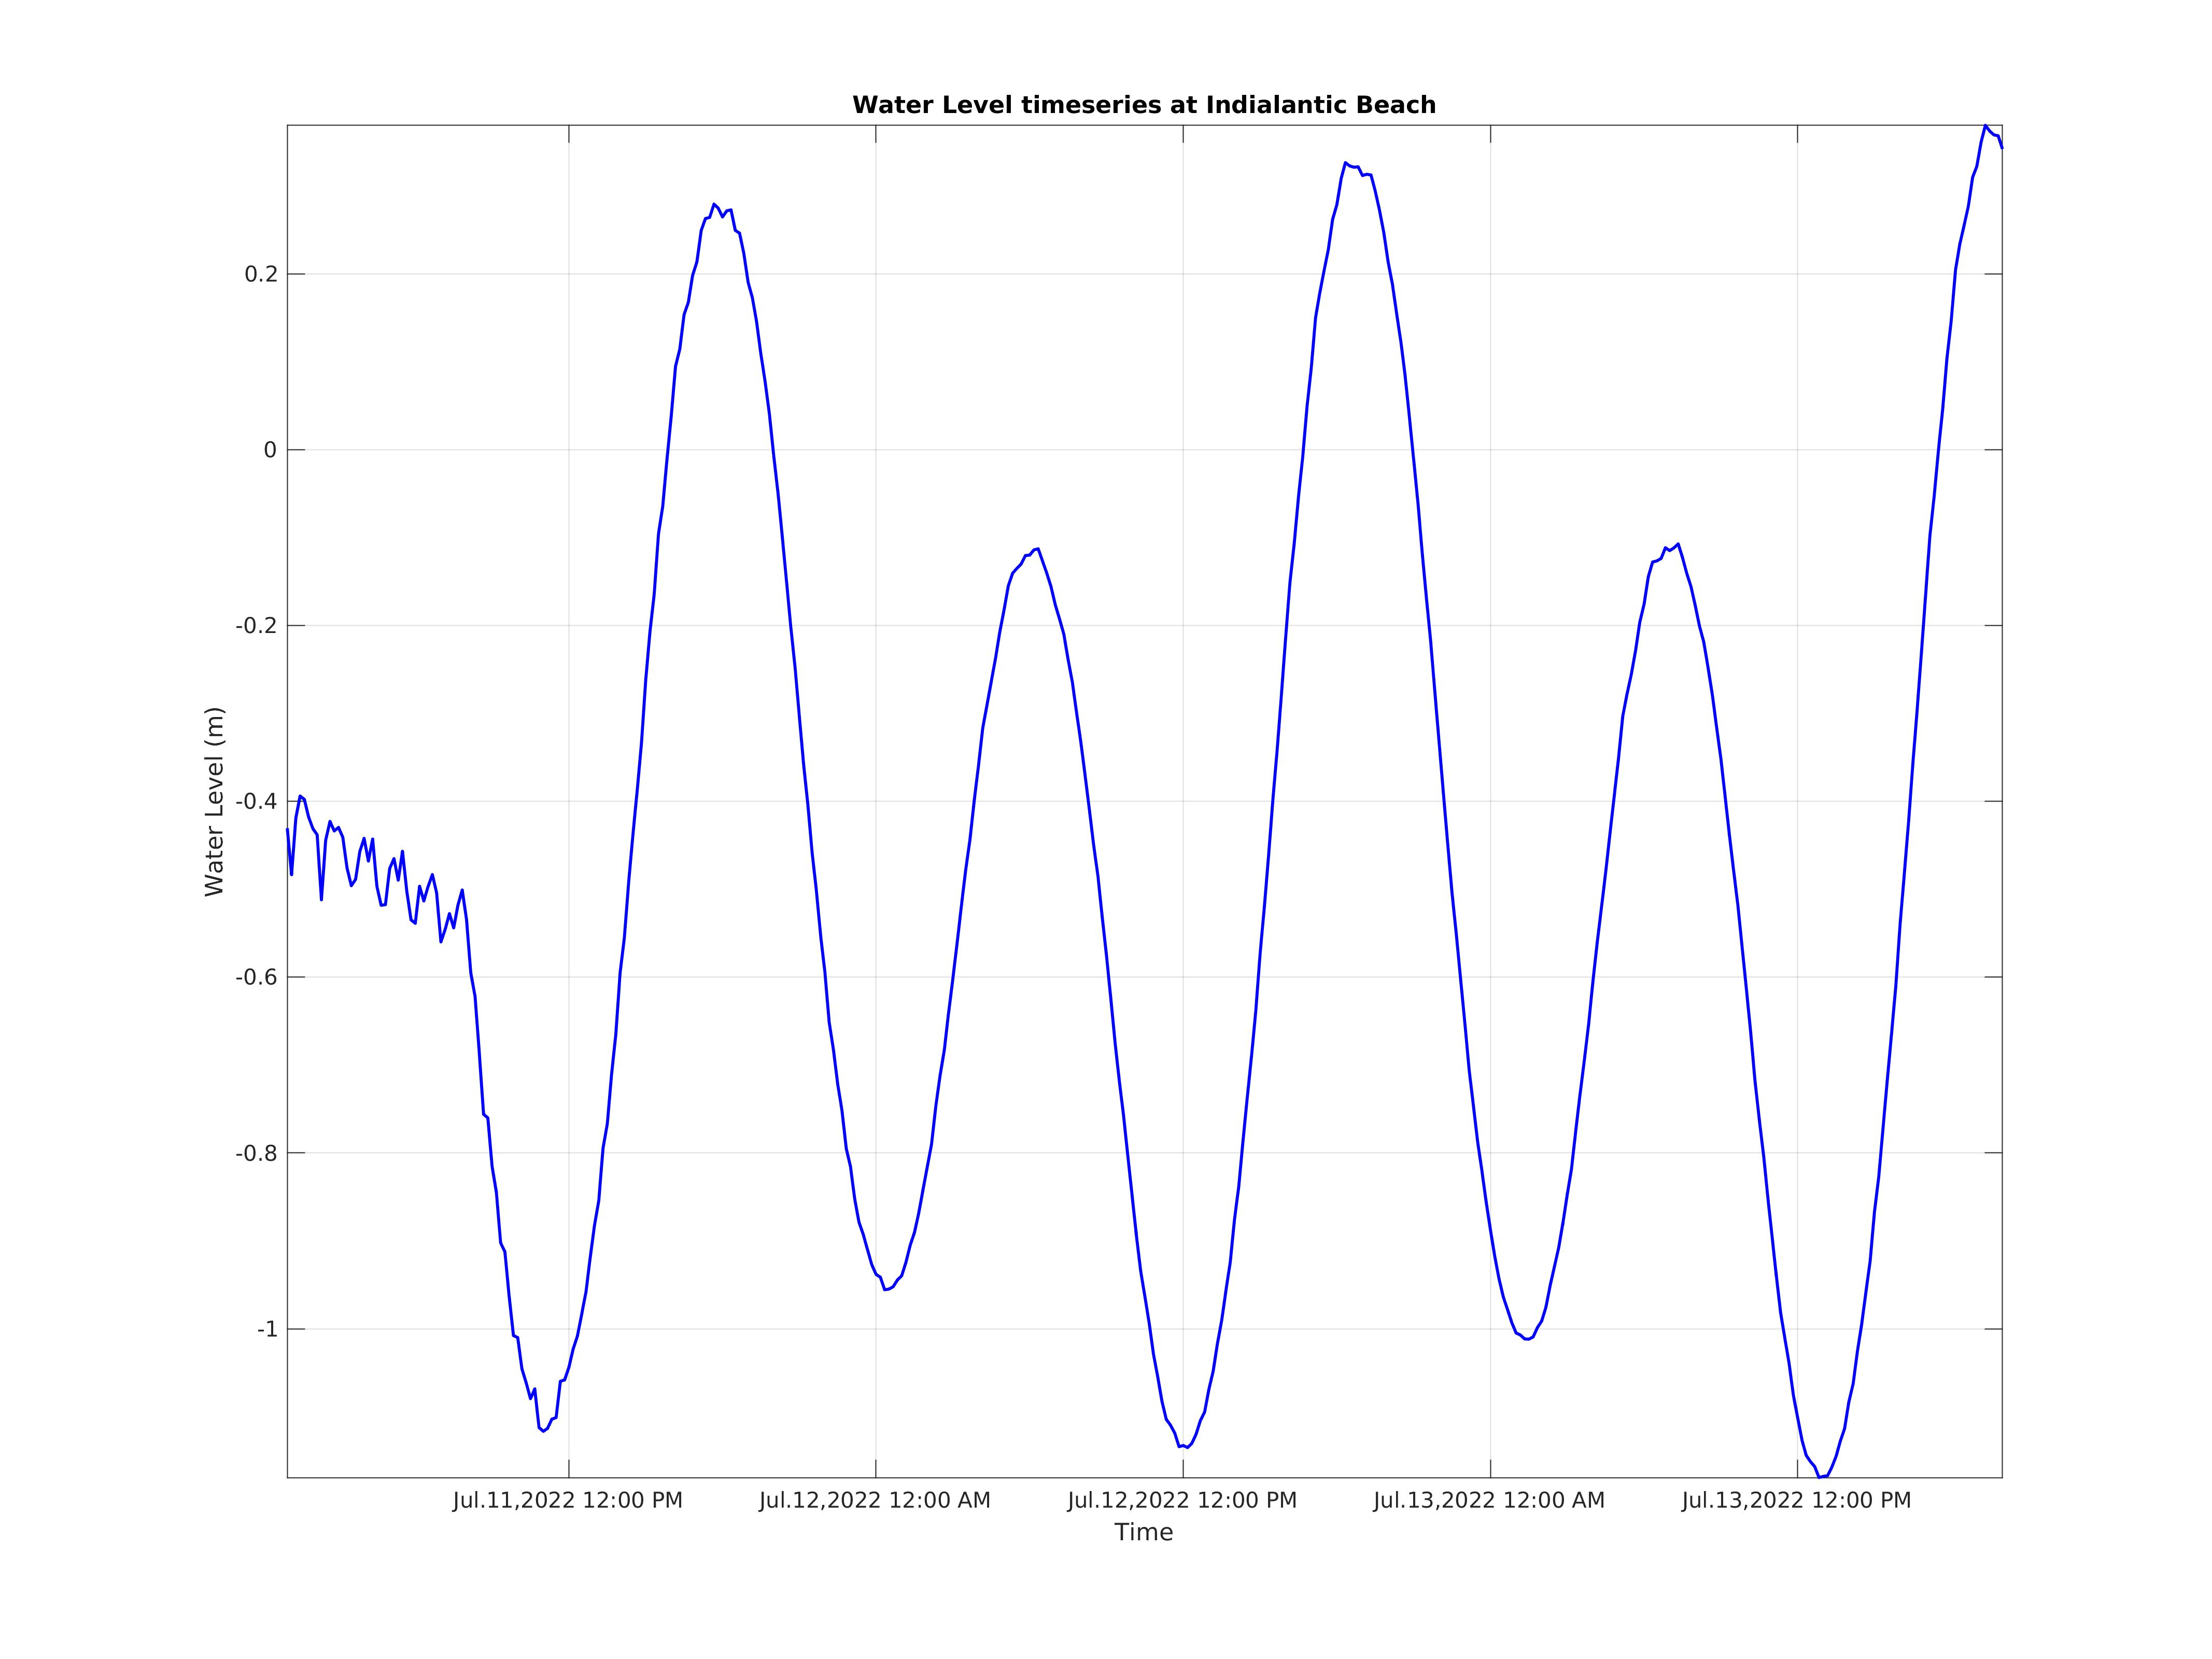 Water Level timeseries at Indialantic Beach
0.2
0
-0.2
-0.4
-0.6
-0.8
-1
Water Level (m)
Jul.11,2022 12:00 PM
Jul.12,2022 12:00 AM
Jul.12,2022 12:00 PM
Jul.13,2022 12:00 AM
Jul.13,2022 12:00 PM
Time